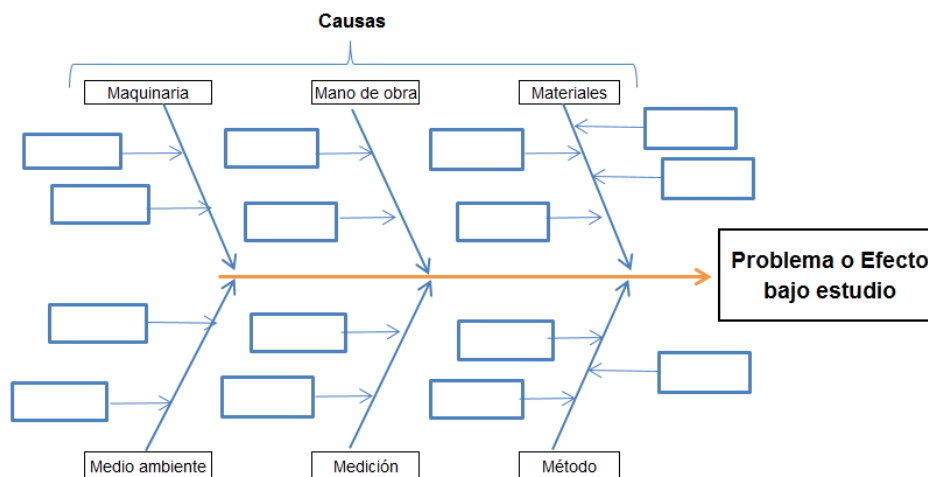 Causas
Maquinaria
Mano de obra
Materiales
Problema o Efecto
bajo estudio
Medio ambiente
Medición
Método